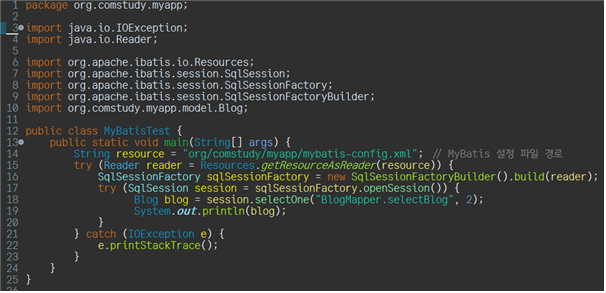 1 package org.comstudy.myapp;
2
3 import java.io.IOException;
4 import java.io.Reader;
5
6 import org.apache.ibatis.io.Resources;
7 import org.apache.ibatis.session.SqlSession;
8 import org.apache.ibatis.session.SqlSessionFactory;
9 import org.apache.ibatis.session.SqlSessionFactoryBuilder;
10 import org.comstudy.myapp.model.Blog;
11
12 public class MyBatisTest {
13     public static void main(String[] args) {
14         String resource = "org/comstudy/myapp/mybatis-config.xml"; // MyBatis 설정 파일 경로
15         try (Reader reader = Resources.getResourceAsReader(resource)) {
16             SqlSessionFactory sqlSessionFactory = new SqlSessionFactoryBuilder().build(reader);
17             try (SqlSession session = sqlSessionFactory.openSession()) {
18                 Blog blog = session.selectOne("BlogMapper.selectBlog", 2);
19                 System.out.println(blog);
20             }
21         } catch (IOException e) {
22             e.printStackTrace();
23         }
24     }
25 }